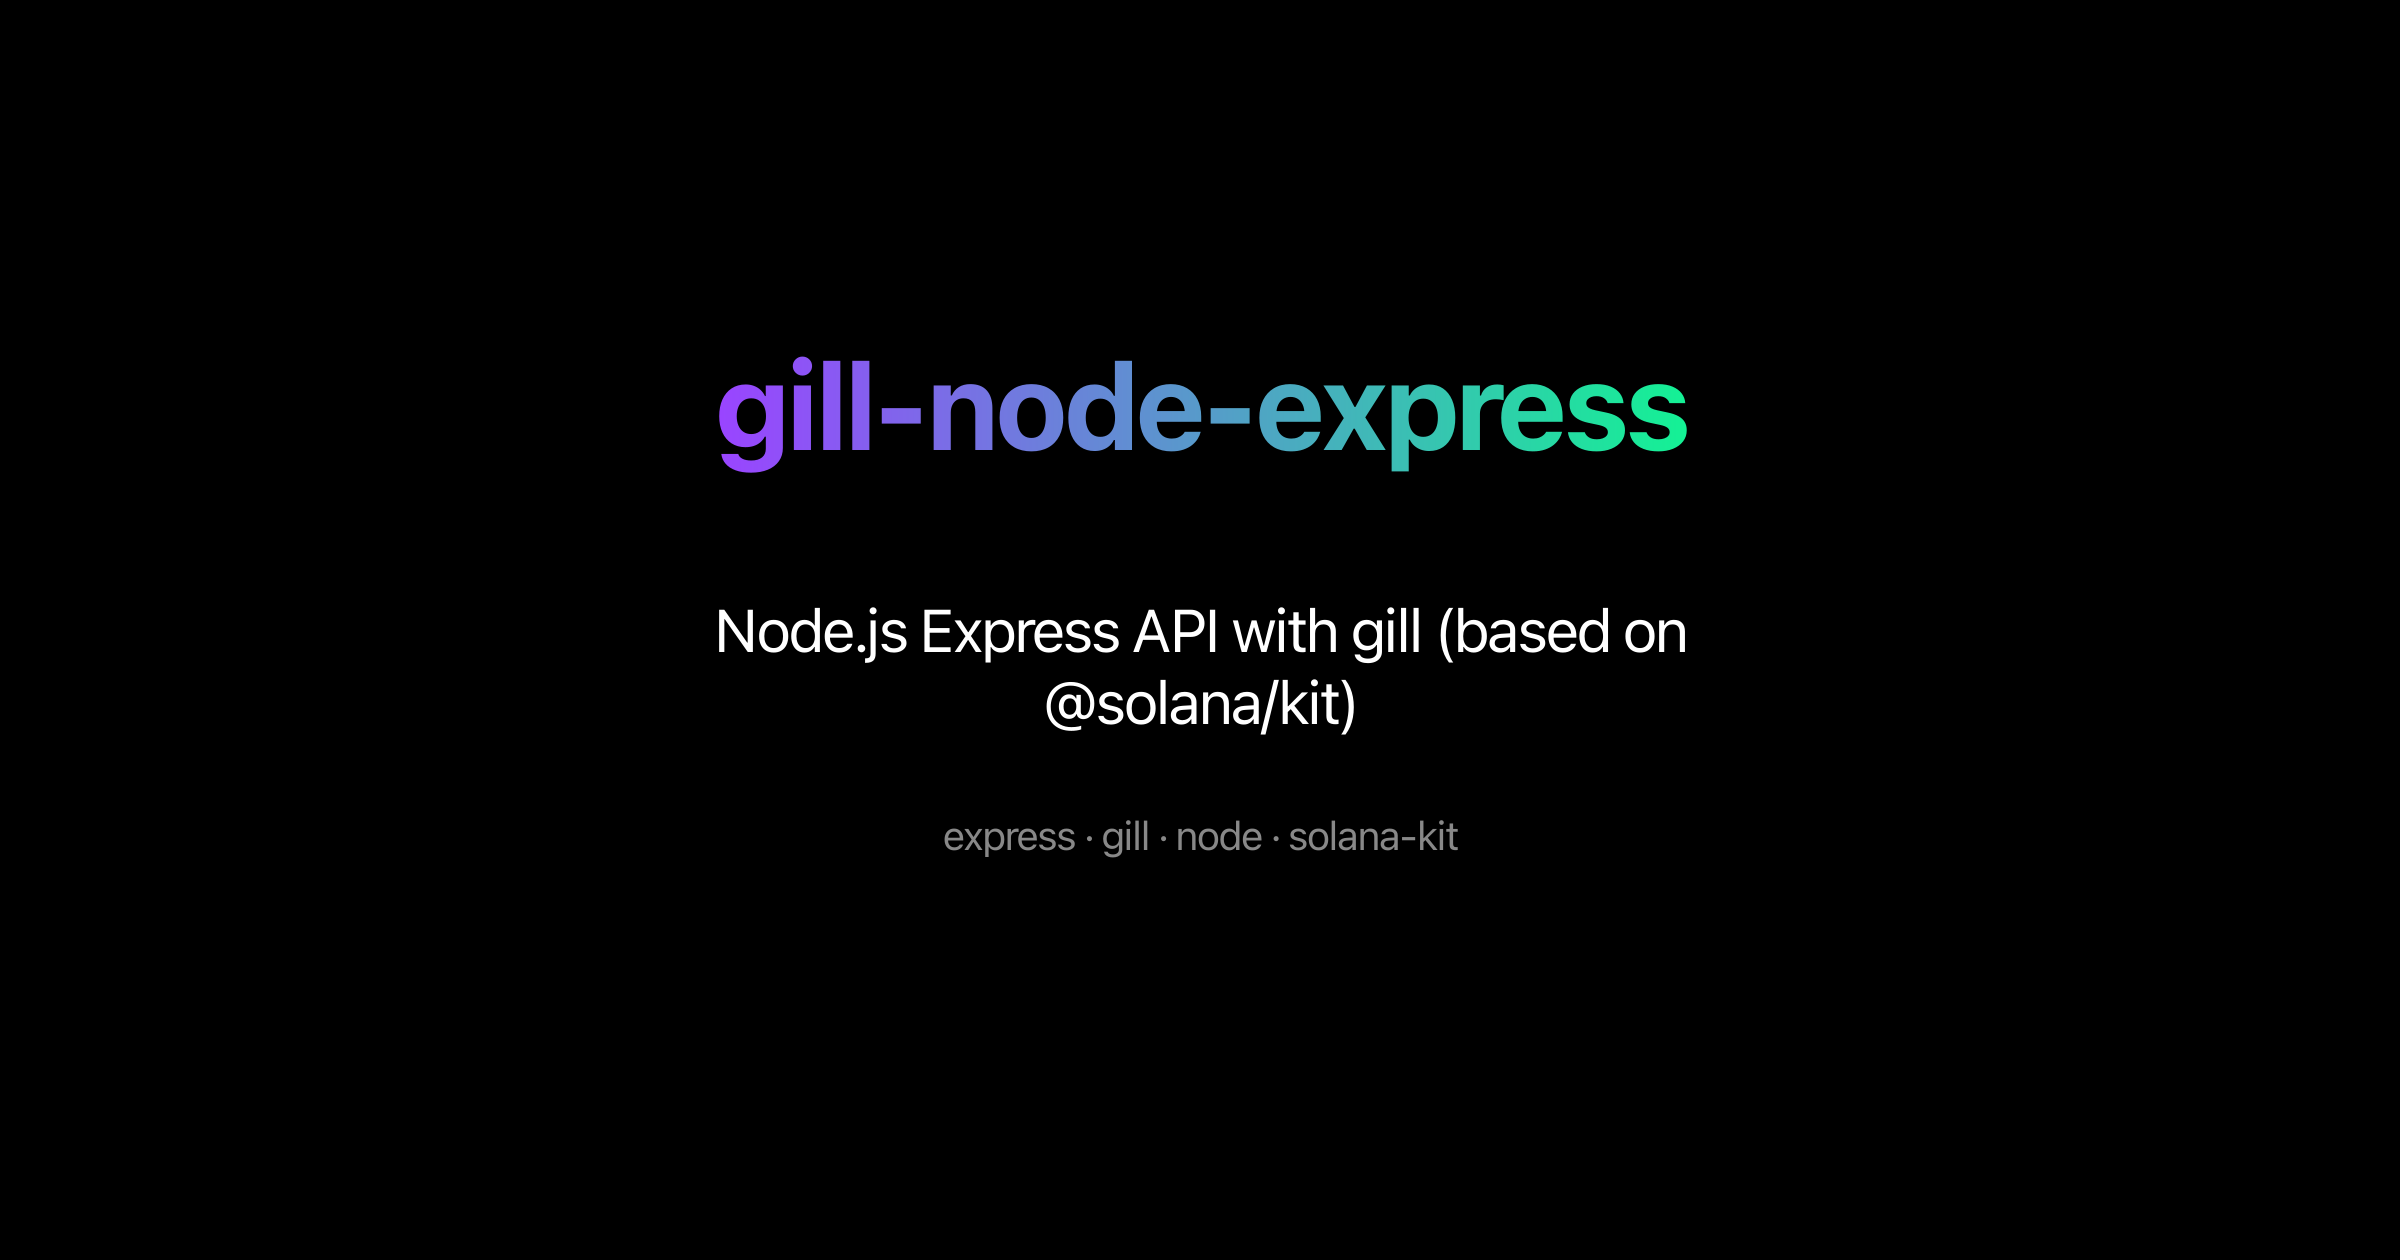 gill-node-express
Node.js Express API with gill (based on
@solana/kit)
express · gill · node · solana-kit